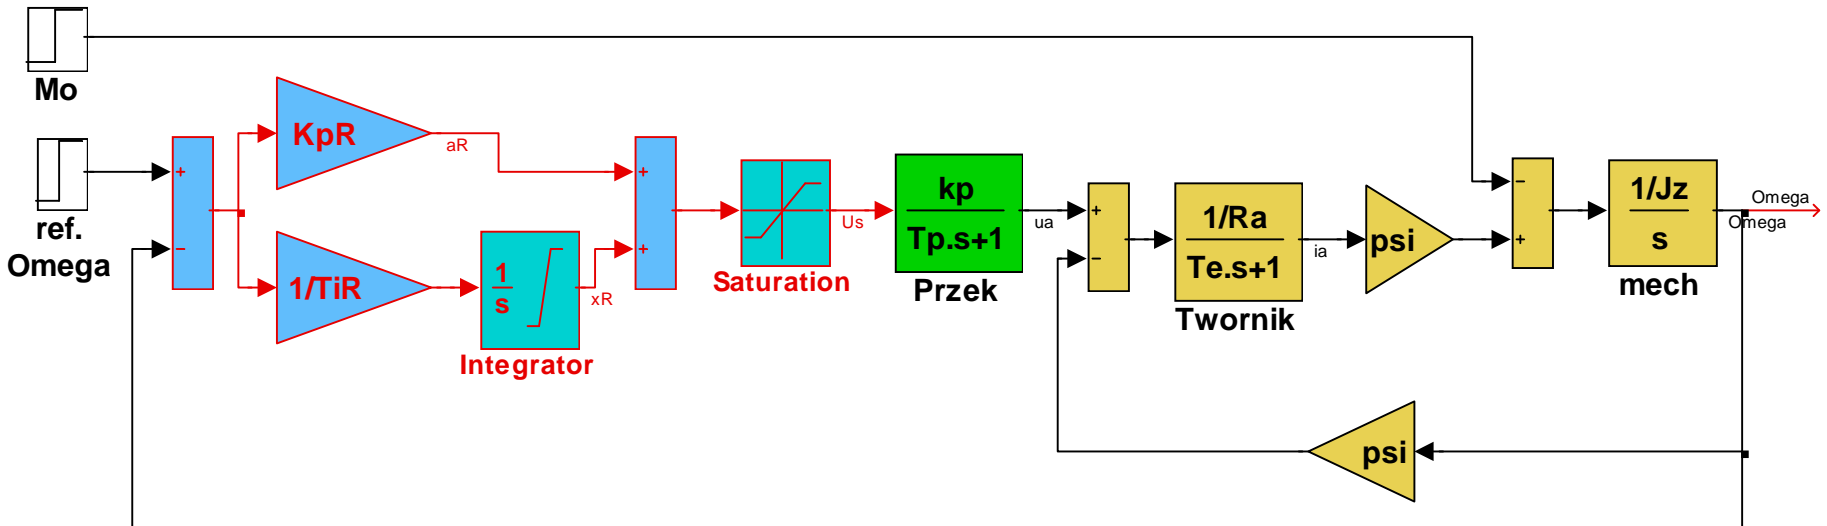 Mo
ref.
Omega
+
−
KpR
aR
1/TiR
1
s
xR
Integrator
+
+
Saturation
Us
kp
Tp.s+1
Przek
ua
+
−
1/Ra
Te.s+1
Twornik
ia
psi
−
+
1/Jz
s
mech
Omega
Omega
psi